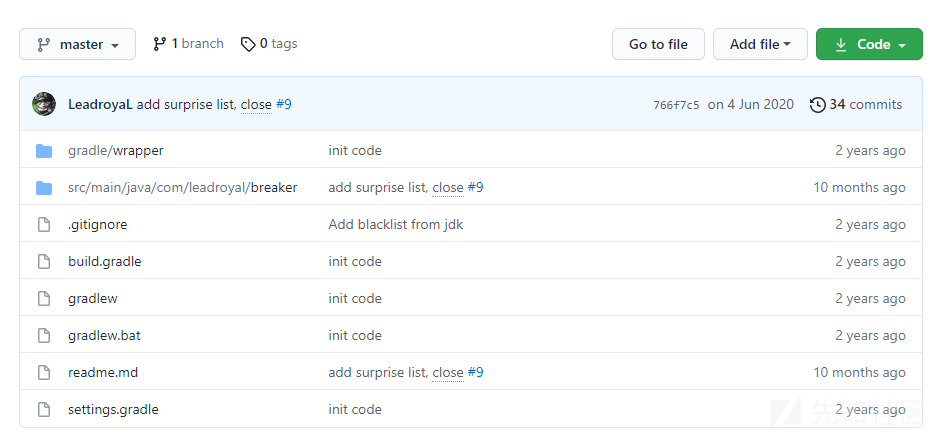 master 1 branch 0 tags Go to file Add file Code
LeadroyaL add surprise list, close #9 766f7c5 on 4 Jun 2020 34 commits
gradle/wrapper init code 2 years ago
src/main/java/com/leadroyal/breaker add surprise list, close #9 10 months ago
.gitignore Add blacklist from jdk 2 years ago
build.gradle init code 2 years ago
gradlew init code 2 years ago
gradlew.bat init code 2 years ago
readme.md add surprise list, close #9 10 months ago
settings.gradle init code 2 years ago
先知社区